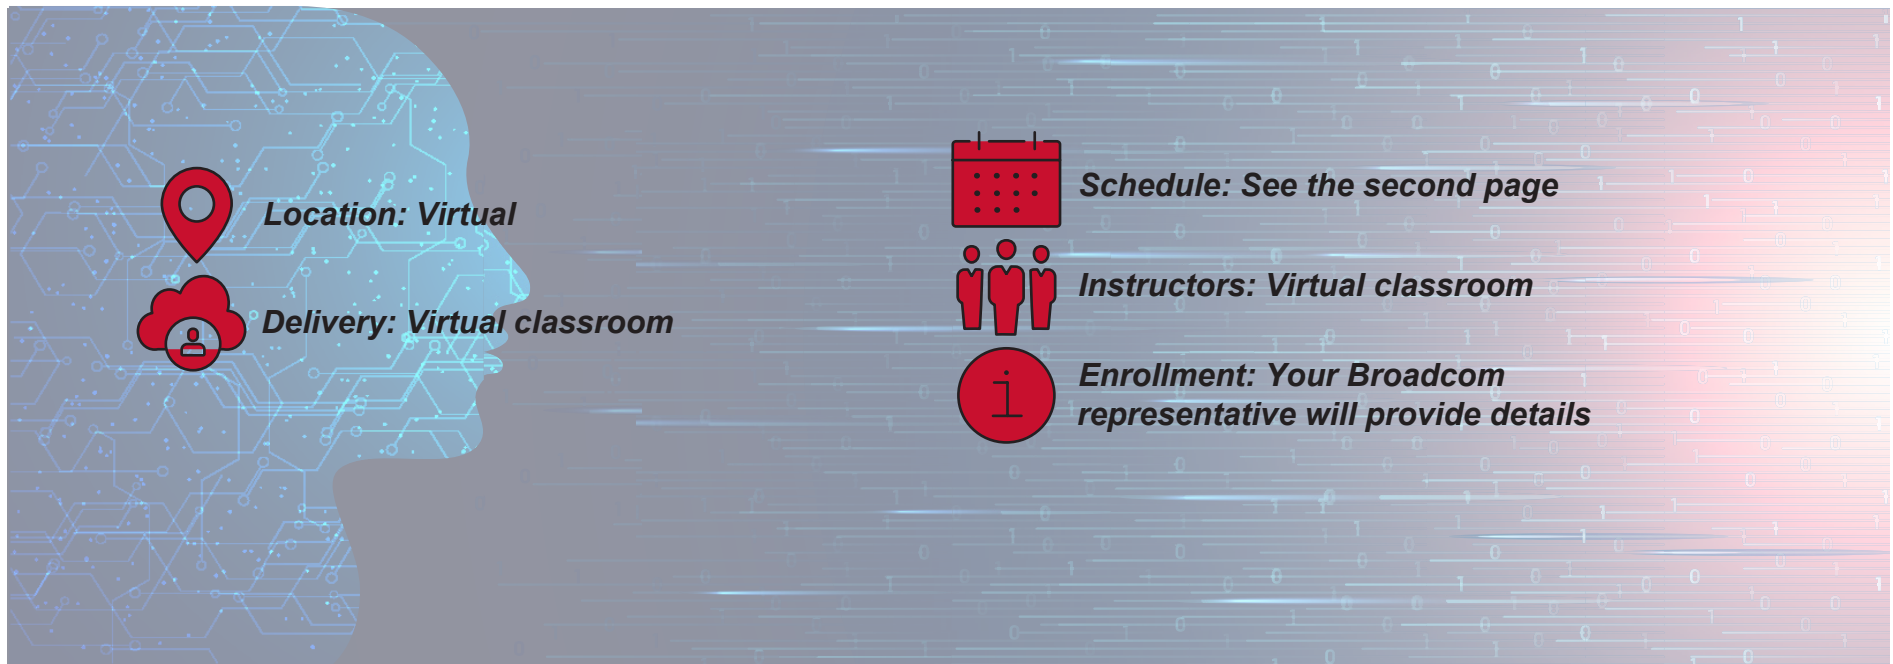 Location: Virtual
Delivery: Virtual classroom
Schedule: See the second page
Instructors: Virtual classroom
Enrollment: Your Broadcom
representative will provide details